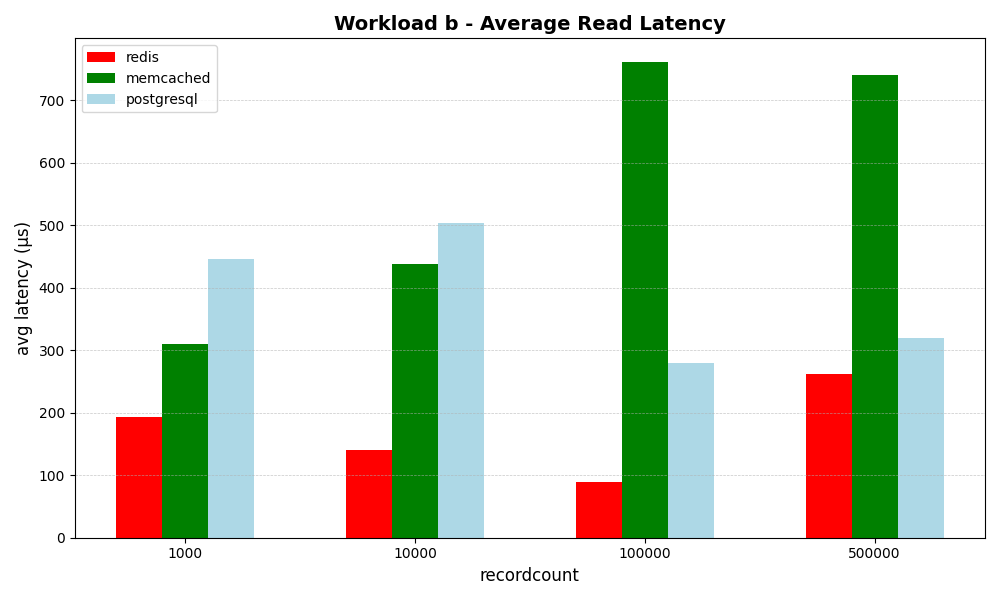 Workload b - Average Read Latency
redis
memcached
postgresql
avg latency (µs)
700
600
500
400
300
200
100
0
1000
10000
100000
500000
recordcount